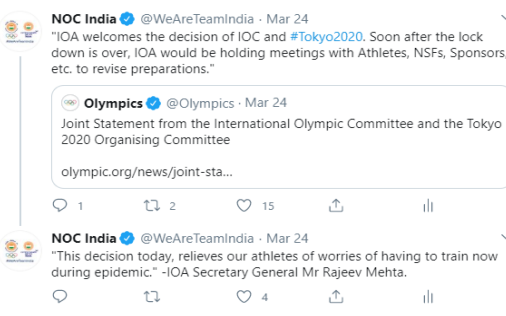 NOC India @WeAreTeamIndia · Mar 24
"IOA welcomes the decision of IOC and #Tokyo2020. Soon after the lock
down is over, IOA would be holding meetings with Athletes, NSFs, Sponsors,
etc. to revise preparations."
Olympics @Olympics · Mar 24
Joint Statement from the International Olympic Committee and the Tokyo
2020 Organising Committee
olympic.org/news/joint-sta...
1 2 15
NOC India @WeAreTeamIndia · Mar 24
"This decision today, relieves our athletes of worries of having to train now
during epidemic." -IOA Secretary General Mr Rajeev Mehta.
4